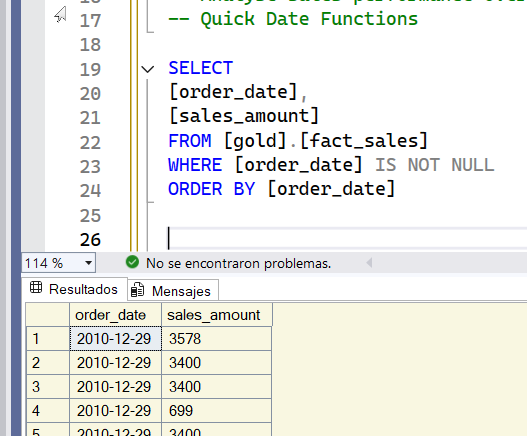 17 -- Quick Date Functions
18
19 SELECT
20 [order_date],
21 [sales_amount]
22 FROM [gold].[fact_sales]
23 WHERE [order_date] IS NOT NULL
24 ORDER BY [order_date]
25
26
114 % No se encontraron problemas.
Resultados Mensajes
order_date sales_amount
1 2010-12-29 3578
2 2010-12-29 3400
3 2010-12-29 3400
4 2010-12-29 699
5 2010-12-29 3400